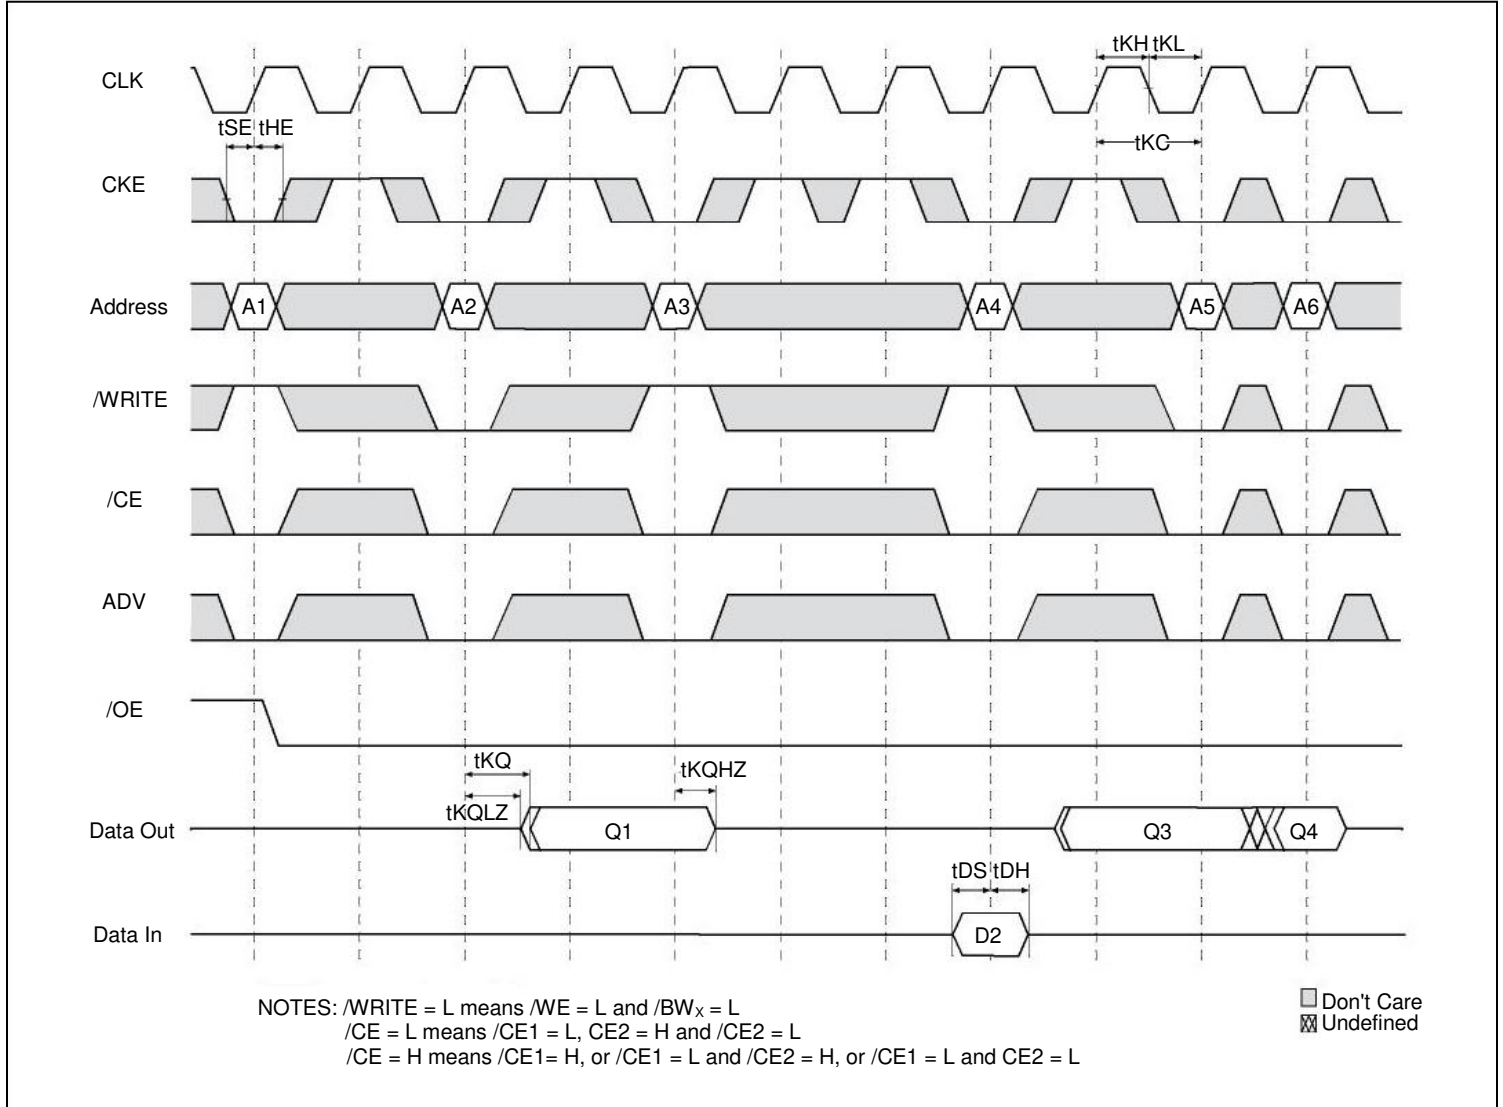 tKH tKL
CLK
tSE tHE
tKC
CKE
Address A1 A2 A3 A4 A5 A6
/WRITE
/CE
ADV
/OE
tKQ
tKQHZ
tKQLZ
Data Out Q1 Q3 Q4
tDS tDH
Data In D2
NOTES: /WRITE = L means /WE = L and /BWX = L
/CE = L means /CE1 = L, CE2 = H and /CE2 = L
/CE = H means /CE1= H, or /CE1 = L and /CE2 = H, or /CE1 = L and CE2 = L
Don't Care
Undefined